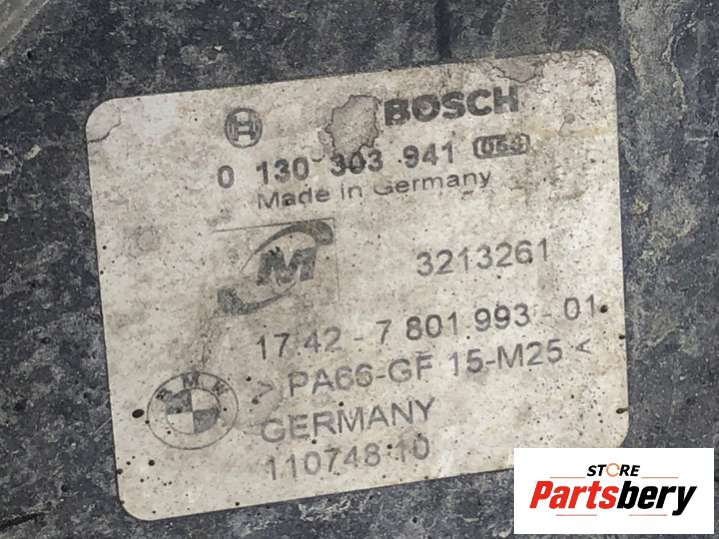 BOSCH
0 130 303 941
Made in Germany
M
3213261
17.42 - 7 801 993 - 01
BMW
> PA66-GF 15-M25 <
GERMANY
110748 10
STORE
Partsbery